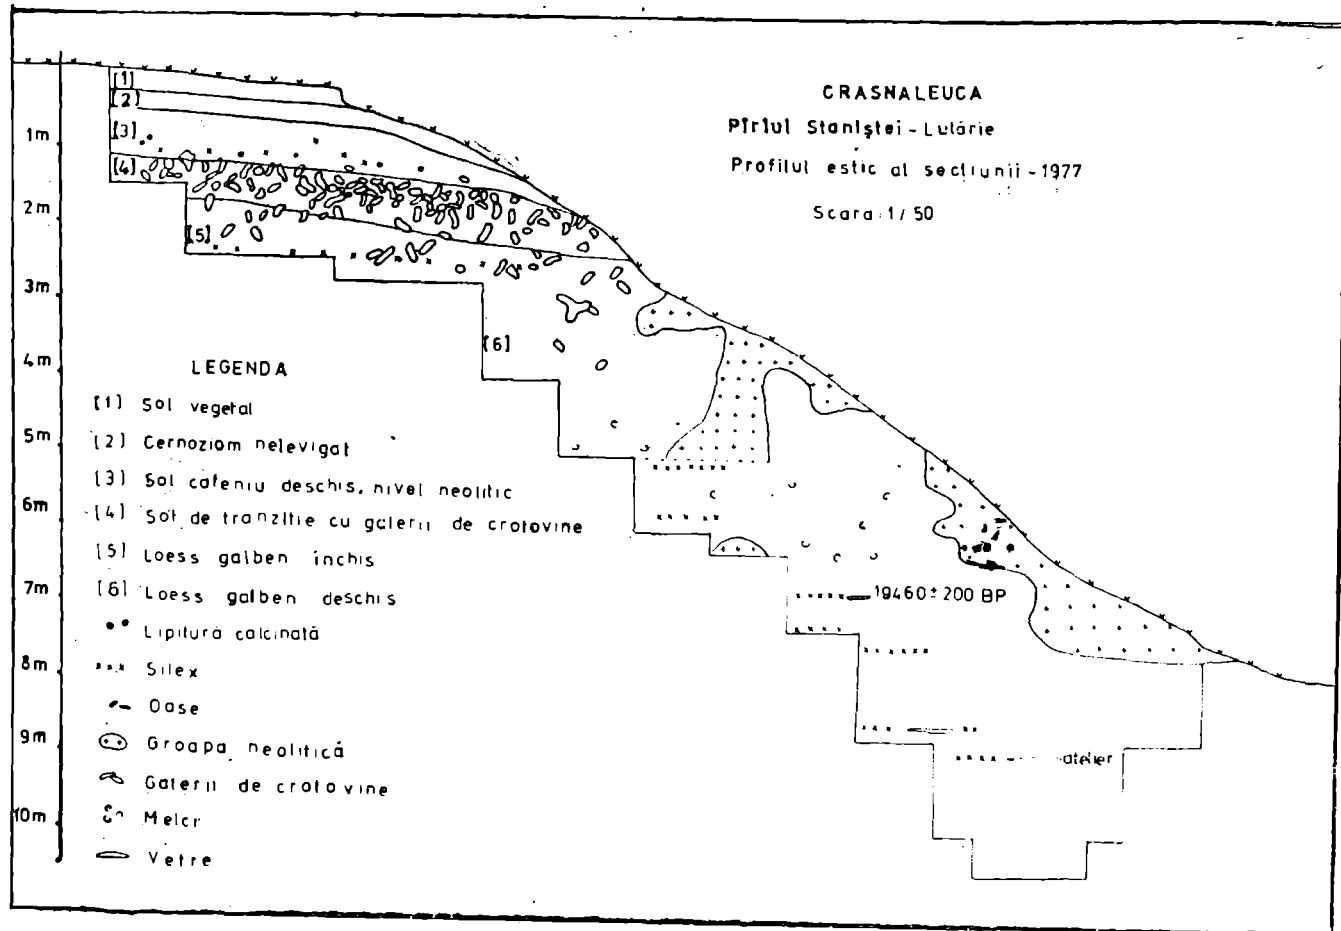 CRASNALEUCA
Pîrîul Staniştei - Lutărie
Profilul estic al secţiunii - 1977
Scara 1/50
[1]
[2]
[3]
[4]
[5]
[6]
1m
2m
3m
4m
5m
6m
7m
8m
9m
10m
19460±200 BP
atelier
LEGENDA
[1] Sol vegetal
[2] Cernoziom nelevigat
[3] Sol cafeniu deschis, nivel neolitic
[4] Sol de tranziţie cu galerii de crotovine
[5] Loess galben închis
[6] Loess galben deschis
Lipitură calcinată
Silex
Oase
Groapa neolitică
Galerii de crotovine
Melci
Vetre